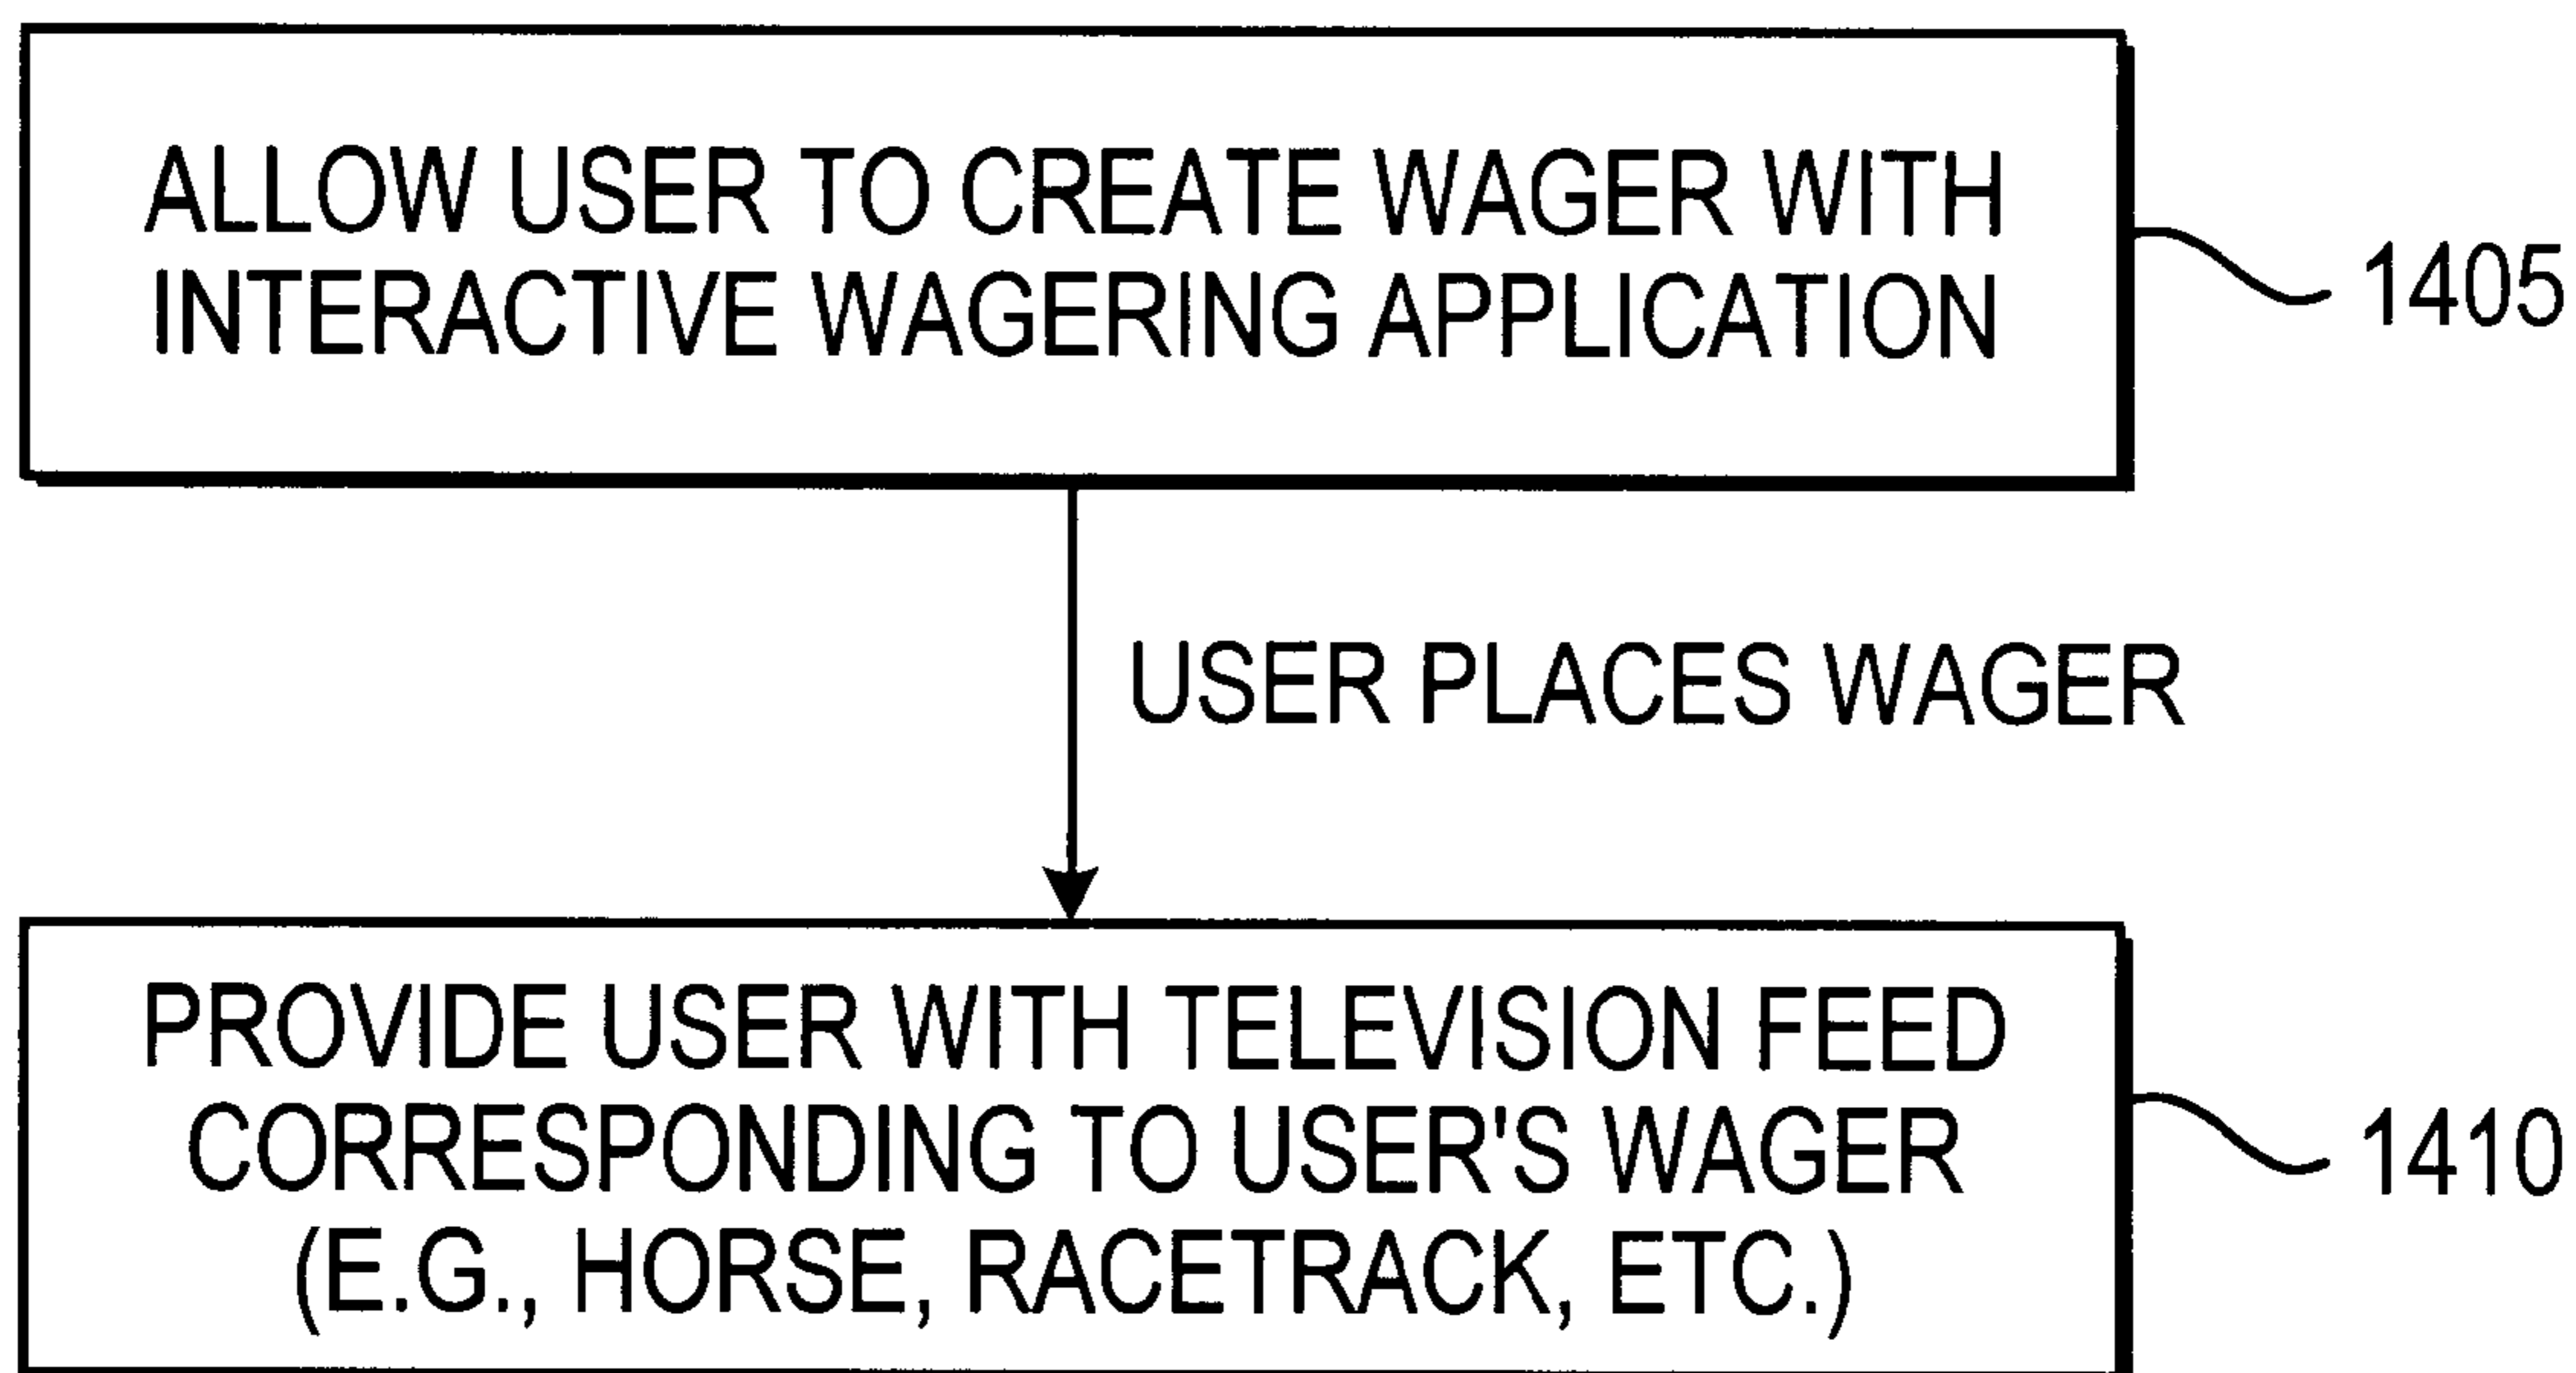 ALLOW USER TO CREATE WAGER WITH
INTERACTIVE WAGERING APPLICATION
1405
USER PLACES WAGER
PROVIDE USER WITH TELEVISION FEED
CORRESPONDING TO USER'S WAGER
(E.G., HORSE, RACETRACK, ETC.)
1410